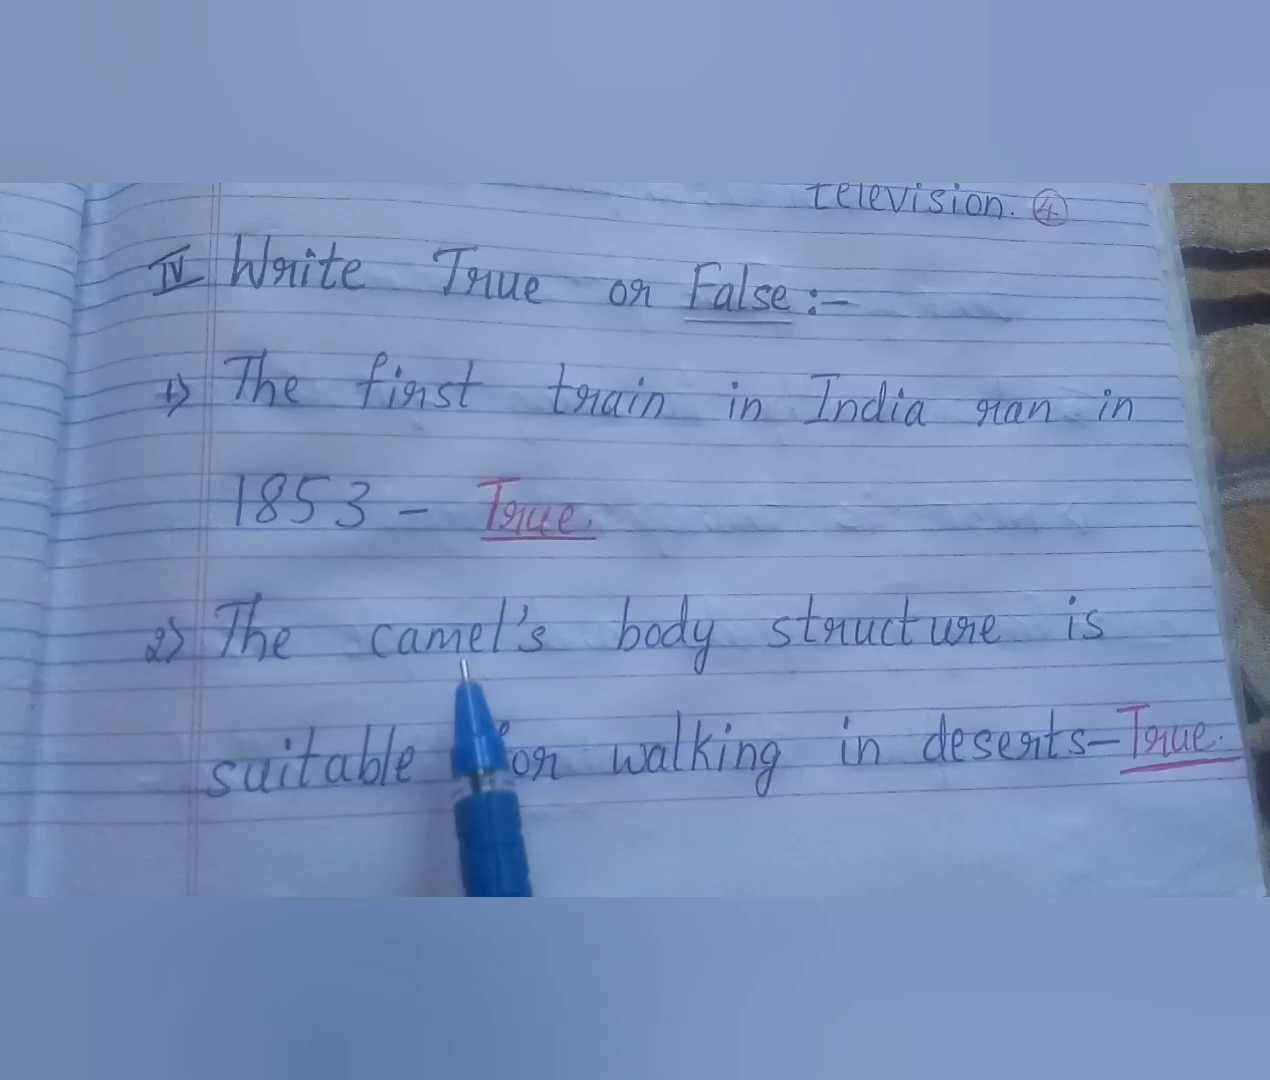 television. 4
IV Write True or False :-
1) The first train in India ran in
1853 - True.
2) The camel's body structure is
suitable for walking in deserts - True.